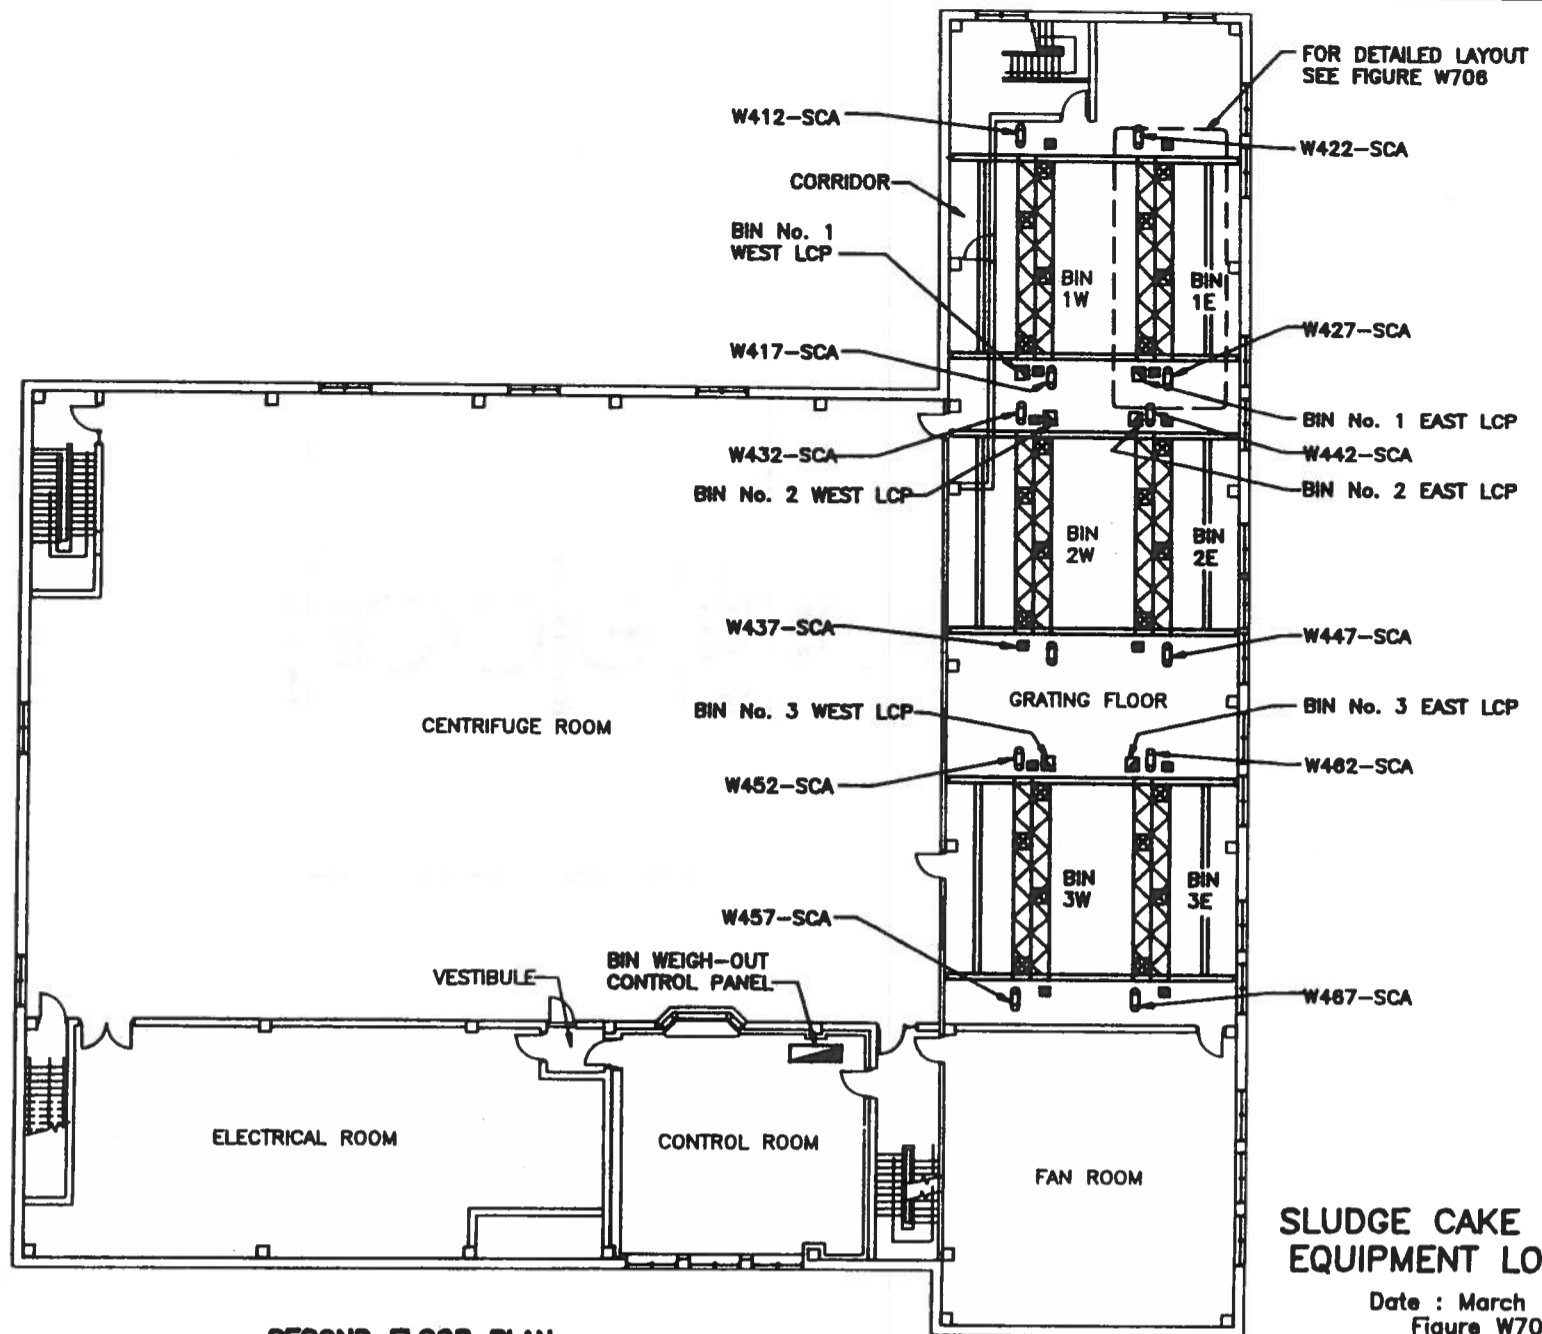 FOR DETAILED LAYOUT
SEE FIGURE W706
W412-SCA
W422-SCA
CORRIDOR
BIN No. 1
WEST LCP
BIN
1W
BIN
1E
W427-SCA
W417-SCA
BIN No. 1 EAST LCP
W432-SCA
W442-SCA
BIN No. 2 WEST LCP
BIN No. 2 EAST LCP
BIN
2W
BIN
2E
W437-SCA
W447-SCA
GRATING FLOOR
BIN No. 3 WEST LCP
BIN No. 3 EAST LCP
CENTRIFUGE ROOM
W452-SCA
W462-SCA
BIN
3W
BIN
3E
W457-SCA
BIN WEIGH-OUT
CONTROL PANEL
VESTIBULE
W467-SCA
ELECTRICAL ROOM
CONTROL ROOM
FAN ROOM
SLUDGE CAKE
EQUIPMENT LO
Date : March
Figure W70
SECOND FLOOR PLAN